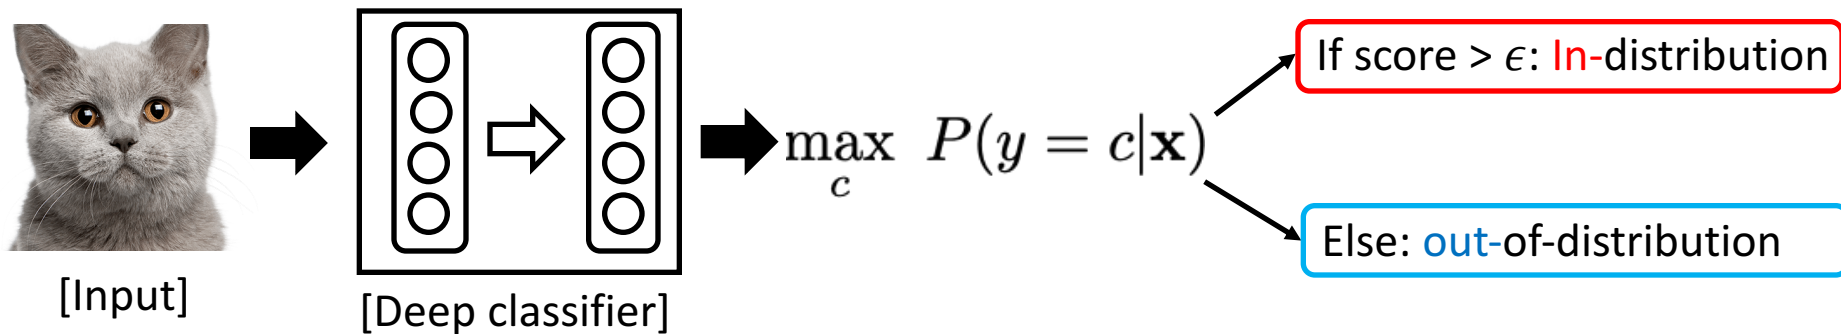 [Input]
[Deep classifier]
max P(y = c|x)
c
If score > ϵ: In-distribution
Else: out-of-distribution